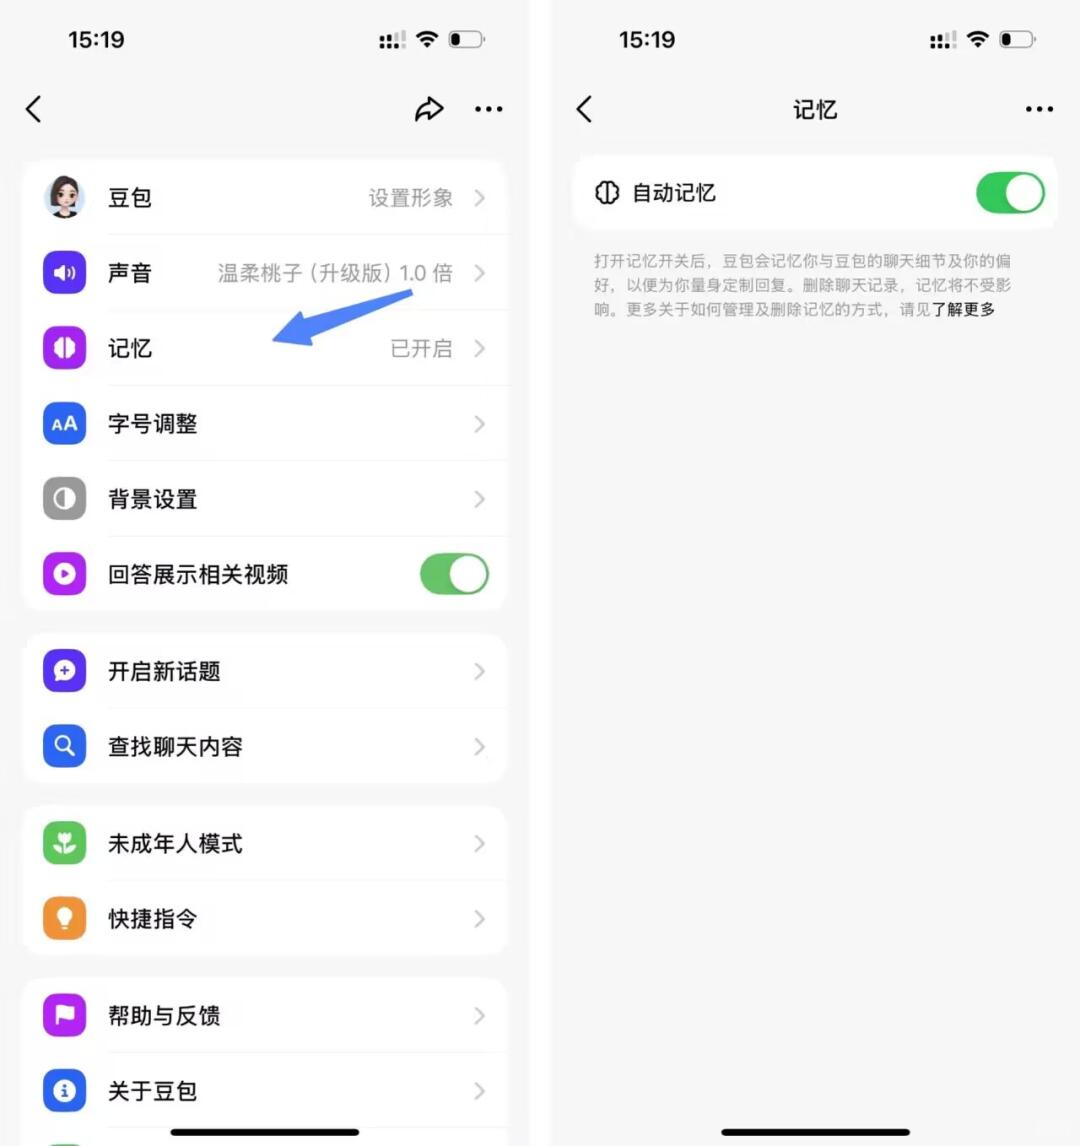 15:19
豆包
设置形象
声音
温柔桃子（升级版）1.0 倍
记忆
已开启
AA
字号调整
背景设置
回答展示相关视频
开启新话题
查找聊天内容
未成年人模式
快捷指令
帮助与反馈
关于豆包
15:19
记忆
自动记忆
打开记忆开关后，豆包会记忆你与豆包的聊天细节及你的偏
好，以便为你量身定制回复。删除聊天记录，记忆将不受影
响。更多关于如何管理及删除记忆的方式，请见了解更多